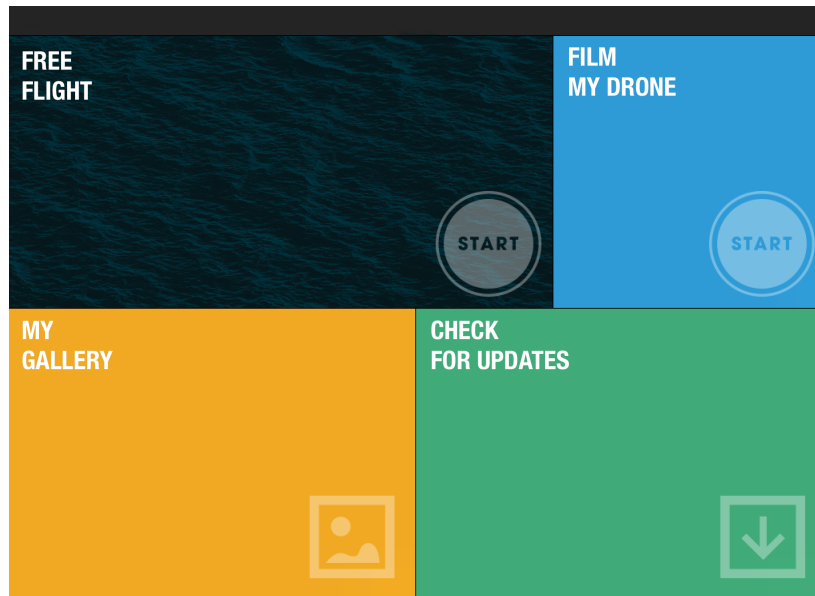 FREE
FLIGHT
START
FILM
MY DRONE
START
MY
GALLERY
CHECK
FOR UPDATES